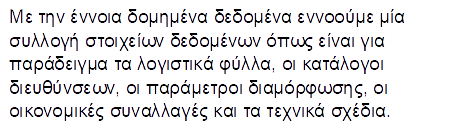 Με την έννοια δομημένα δεδομένα εννοούμε μία
συλλογή στοιχείων δεδομένων όπως είναι για
παράδειγμα τα λογιστικά φύλλα, οι κατάλογοι
διευθύνσεων, οι παράμετροι διαμόρφωσης, οι
οικονομικές συναλλαγές και τα τεχνικά σχέδια.